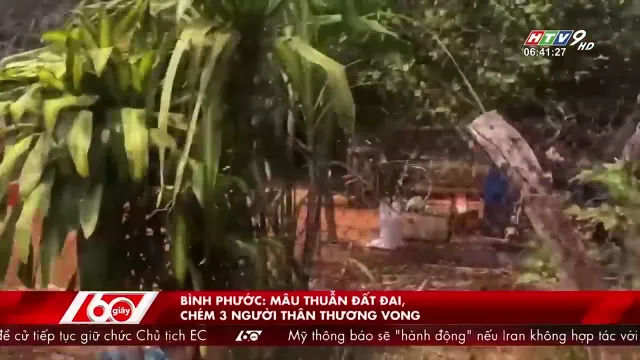 HTV9 HD
06:41:27
60 giây
BÌNH PHƯỚC: MÂU THUẪN ĐẤT ĐAI,
CHÉM 3 NGƯỜI THÂN THƯƠNG VONG
để cử tiếp tục giữ chức Chủ tịch EC 60 Mỹ thông báo sẽ "hành động" nếu Iran không hợp tác với